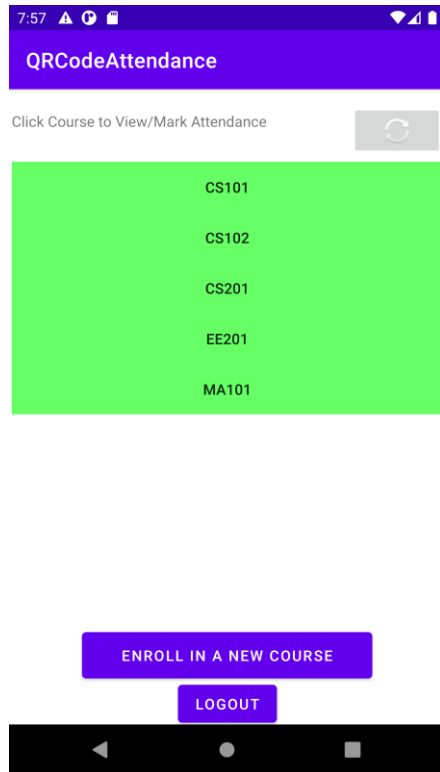 7:57
QRCodeAttendance
Click Course to View/Mark Attendance
CS101
CS102
CS201
EE201
MA101
ENROLL IN A NEW COURSE
LOGOUT